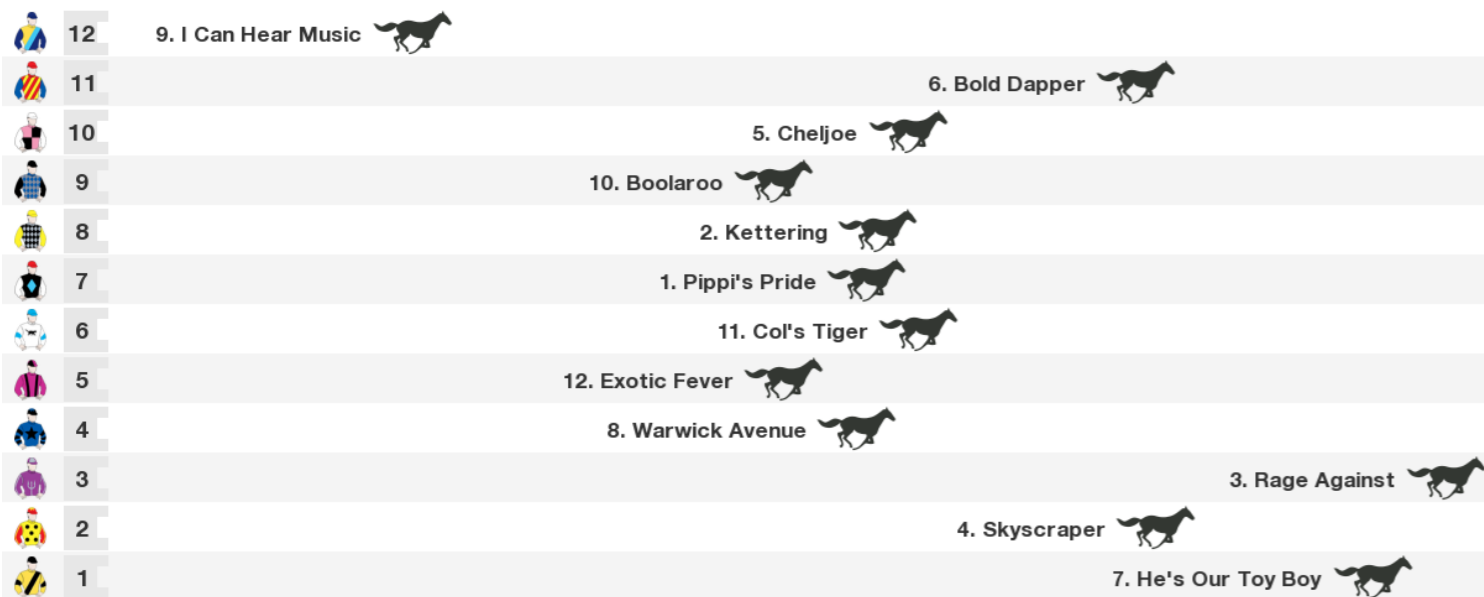 12 9. I Can Hear Music
11 6. Bold Dapper
10 5. Cheljoe
9 10. Boolaroo
8 2. Kettering
7 1. Pippi's Pride
6 11. Col's Tiger
5 12. Exotic Fever
4 8. Warwick Avenue
3 3. Rage Against
2 4. Skyscraper
1 7. He's Our Toy Boy